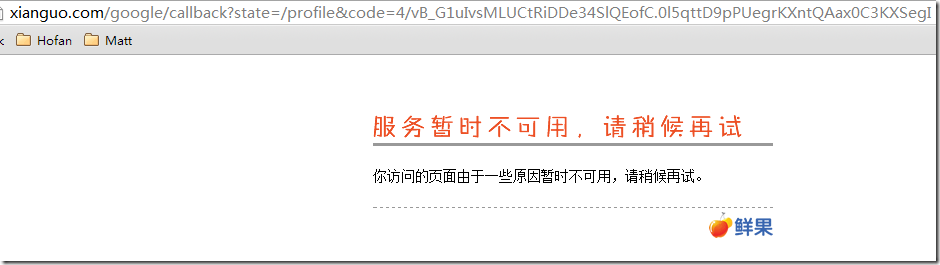 xianguo.com/google/callback?state=/profile&code=4/vB_G1uIvsMLUCtRiDDe34SlQEofC.0l5qttD9pPUegrKXntQAax0C3KXSegI
Hofan Matt
服务暂时不可用，请稍候再试
你访问的页面由于一些原因暂时不可用，请稍候再试。
鲜果